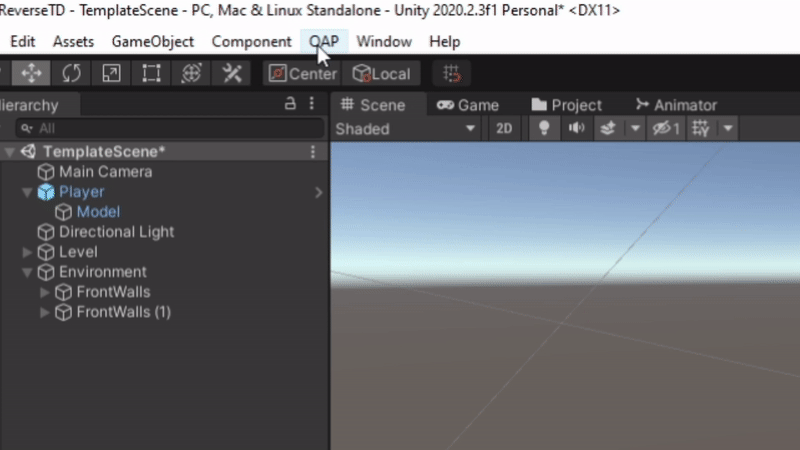 ReverseTD - TemplateScene - PC, Mac & Linux Standalone - Unity 2020.2.3f1 Personal* <DX11>
Edit Assets GameObject Component QAP Window Help
Center Local
Hierarchy
Scene Game Project Animator
All
Shaded 2D 1
TemplateScene*
Main Camera
Player
Model
Directional Light
Level
Environment
FrontWalls
FrontWalls (1)